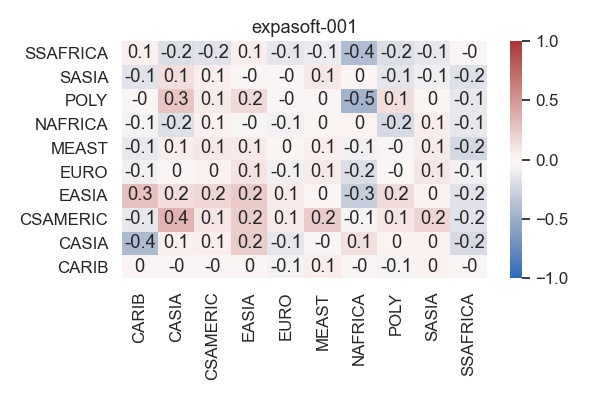 expasoft-001
SSAFRICA 0.1 -0.2 -0.2 0.1 -0.1 -0.1 -0.4 -0.2 -0.1 -0
SASIA -0.1 0.1 0.1 -0 -0 0.1 0 -0.1 -0.1 -0.2
POLY -0 0.3 0.1 0.2 -0 0 -0.5 0.1 0 -0.1
NAFRICA -0.1 -0.2 0.1 -0 -0.1 0 0 -0.2 0.1 -0.1
MEAST -0.1 0.1 0.1 0.1 0 0.1 -0.1 -0 0.1 -0.2
EURO -0.1 0 0 0.1 -0.1 0.1 -0.2 -0 0.1 -0.1
EASIA 0.3 0.2 0.2 0.2 0.1 0 -0.3 0.2 0 -0.2
CSAMERIC -0.1 0.4 0.1 0.2 0.1 0.2 -0.1 0.1 0.2 -0.2
CASIA -0.4 0.1 0.1 0.2 -0.1 -0 0.1 0 0 -0.2
CARIB 0 -0 -0 0 -0.1 0.1 -0 -0.1 0 -0
CARIB CASIA CSAMERIC EASIA EURO MEAST NAFRICA POLY SASIA SSAFRICA
1.0
0.5
0.0
−0.5
−1.0